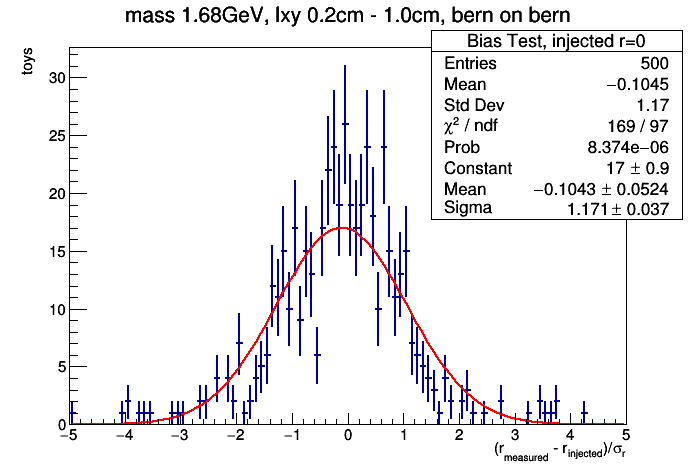 mass 1.68GeV, lxy 0.2cm - 1.0cm, bern on bern
toys
Bias Test, injected r=0
Entries 500
Mean −0.1045
Std Dev 1.17
χ² / ndf 169 / 97
Prob 8.374e−06
Constant 17 ± 0.9
Mean −0.1043 ± 0.0524
Sigma 1.171 ± 0.037
30
25
20
15
10
5
0
−5 −4 −3 −2 −1 0 1 2 3 4 5
(r_measured - r_injected)/σ_r